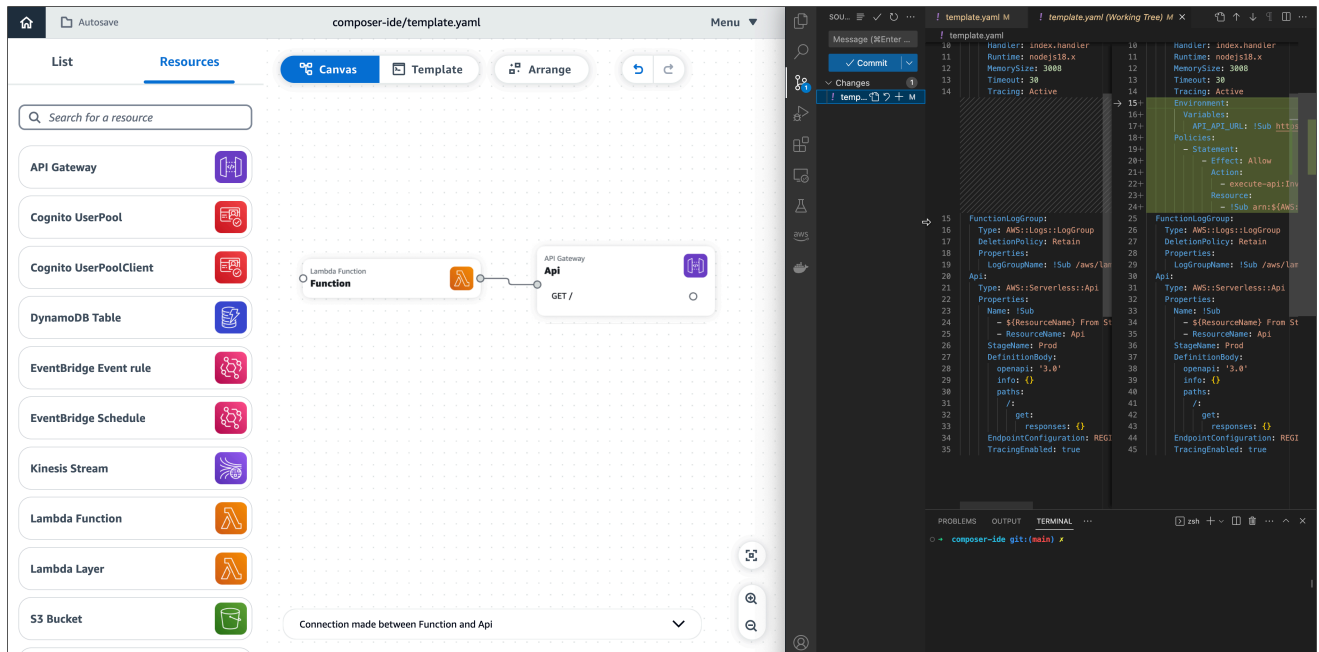 Autosave
composer-ide/template.yaml
Menu
List
Resources
Canvas
Template
Arrange
Search for a resource
API Gateway
Cognito UserPool
Cognito UserPoolClient
DynamoDB Table
EventBridge Event rule
EventBridge Schedule
Kinesis Stream
Lambda Function
Lambda Layer
S3 Bucket
Lambda Function
Function
API Gateway
Api
GET /
Connection made between Function and Api
SOU...
Message (⌘Enter ...
Commit
Changes 1
! temp... M
1
aws
! template.yaml M
! template.yaml (Working Tree) M
! template.yaml
10 Handler: index.handler
11 Runtime: nodejs18.x
12 MemorySize: 3008
13 Timeout: 30
14 Tracing: Active
15 FunctionLogGroup:
16 Type: AWS::Logs::LogGroup
17 DeletionPolicy: Retain
18 Properties:
19 LogGroupName: !Sub /aws/lam
20 Api:
21 Type: AWS::Serverless::Api
22 Properties:
23 Name: !Sub
24 - ${ResourceName} From St
25 - ResourceName: Api
26 StageName: Prod
27 DefinitionBody:
28 openapi: '3.0'
29 info: {}
30 paths:
31 /:
32 get:
33 responses: {}
34 EndpointConfiguration: REGI
35 TracingEnabled: true
10 Handler: index.handler
11 Runtime: nodejs18.x
12 MemorySize: 3008
13 Timeout: 30
14 Tracing: Active
15+ Environment:
16+ Variables:
17+ API_API_URL: !Sub https
18+ Policies:
19+ - Statement:
20+ - Effect: Allow
21+ Action:
22+ - execute-api:Inv
23+ Resource:
24+ - !Sub arn:${AWS:
25 FunctionLogGroup:
26 Type: AWS::Logs::LogGroup
27 DeletionPolicy: Retain
28 Properties:
29 LogGroupName: !Sub /aws/lam
30 Api:
31 Type: AWS::Serverless::Api
32 Properties:
33 Name: !Sub
34 - ${ResourceName} From St
35 - ResourceName: Api
36 StageName: Prod
37 DefinitionBody:
38 openapi: '3.0'
39 info: {}
40 paths:
41 /:
42 get:
43 responses: {}
44 EndpointConfiguration: REGI
45 TracingEnabled: true
PROBLEMS OUTPUT TERMINAL ...
zsh
composer-ide git:(main) ✗